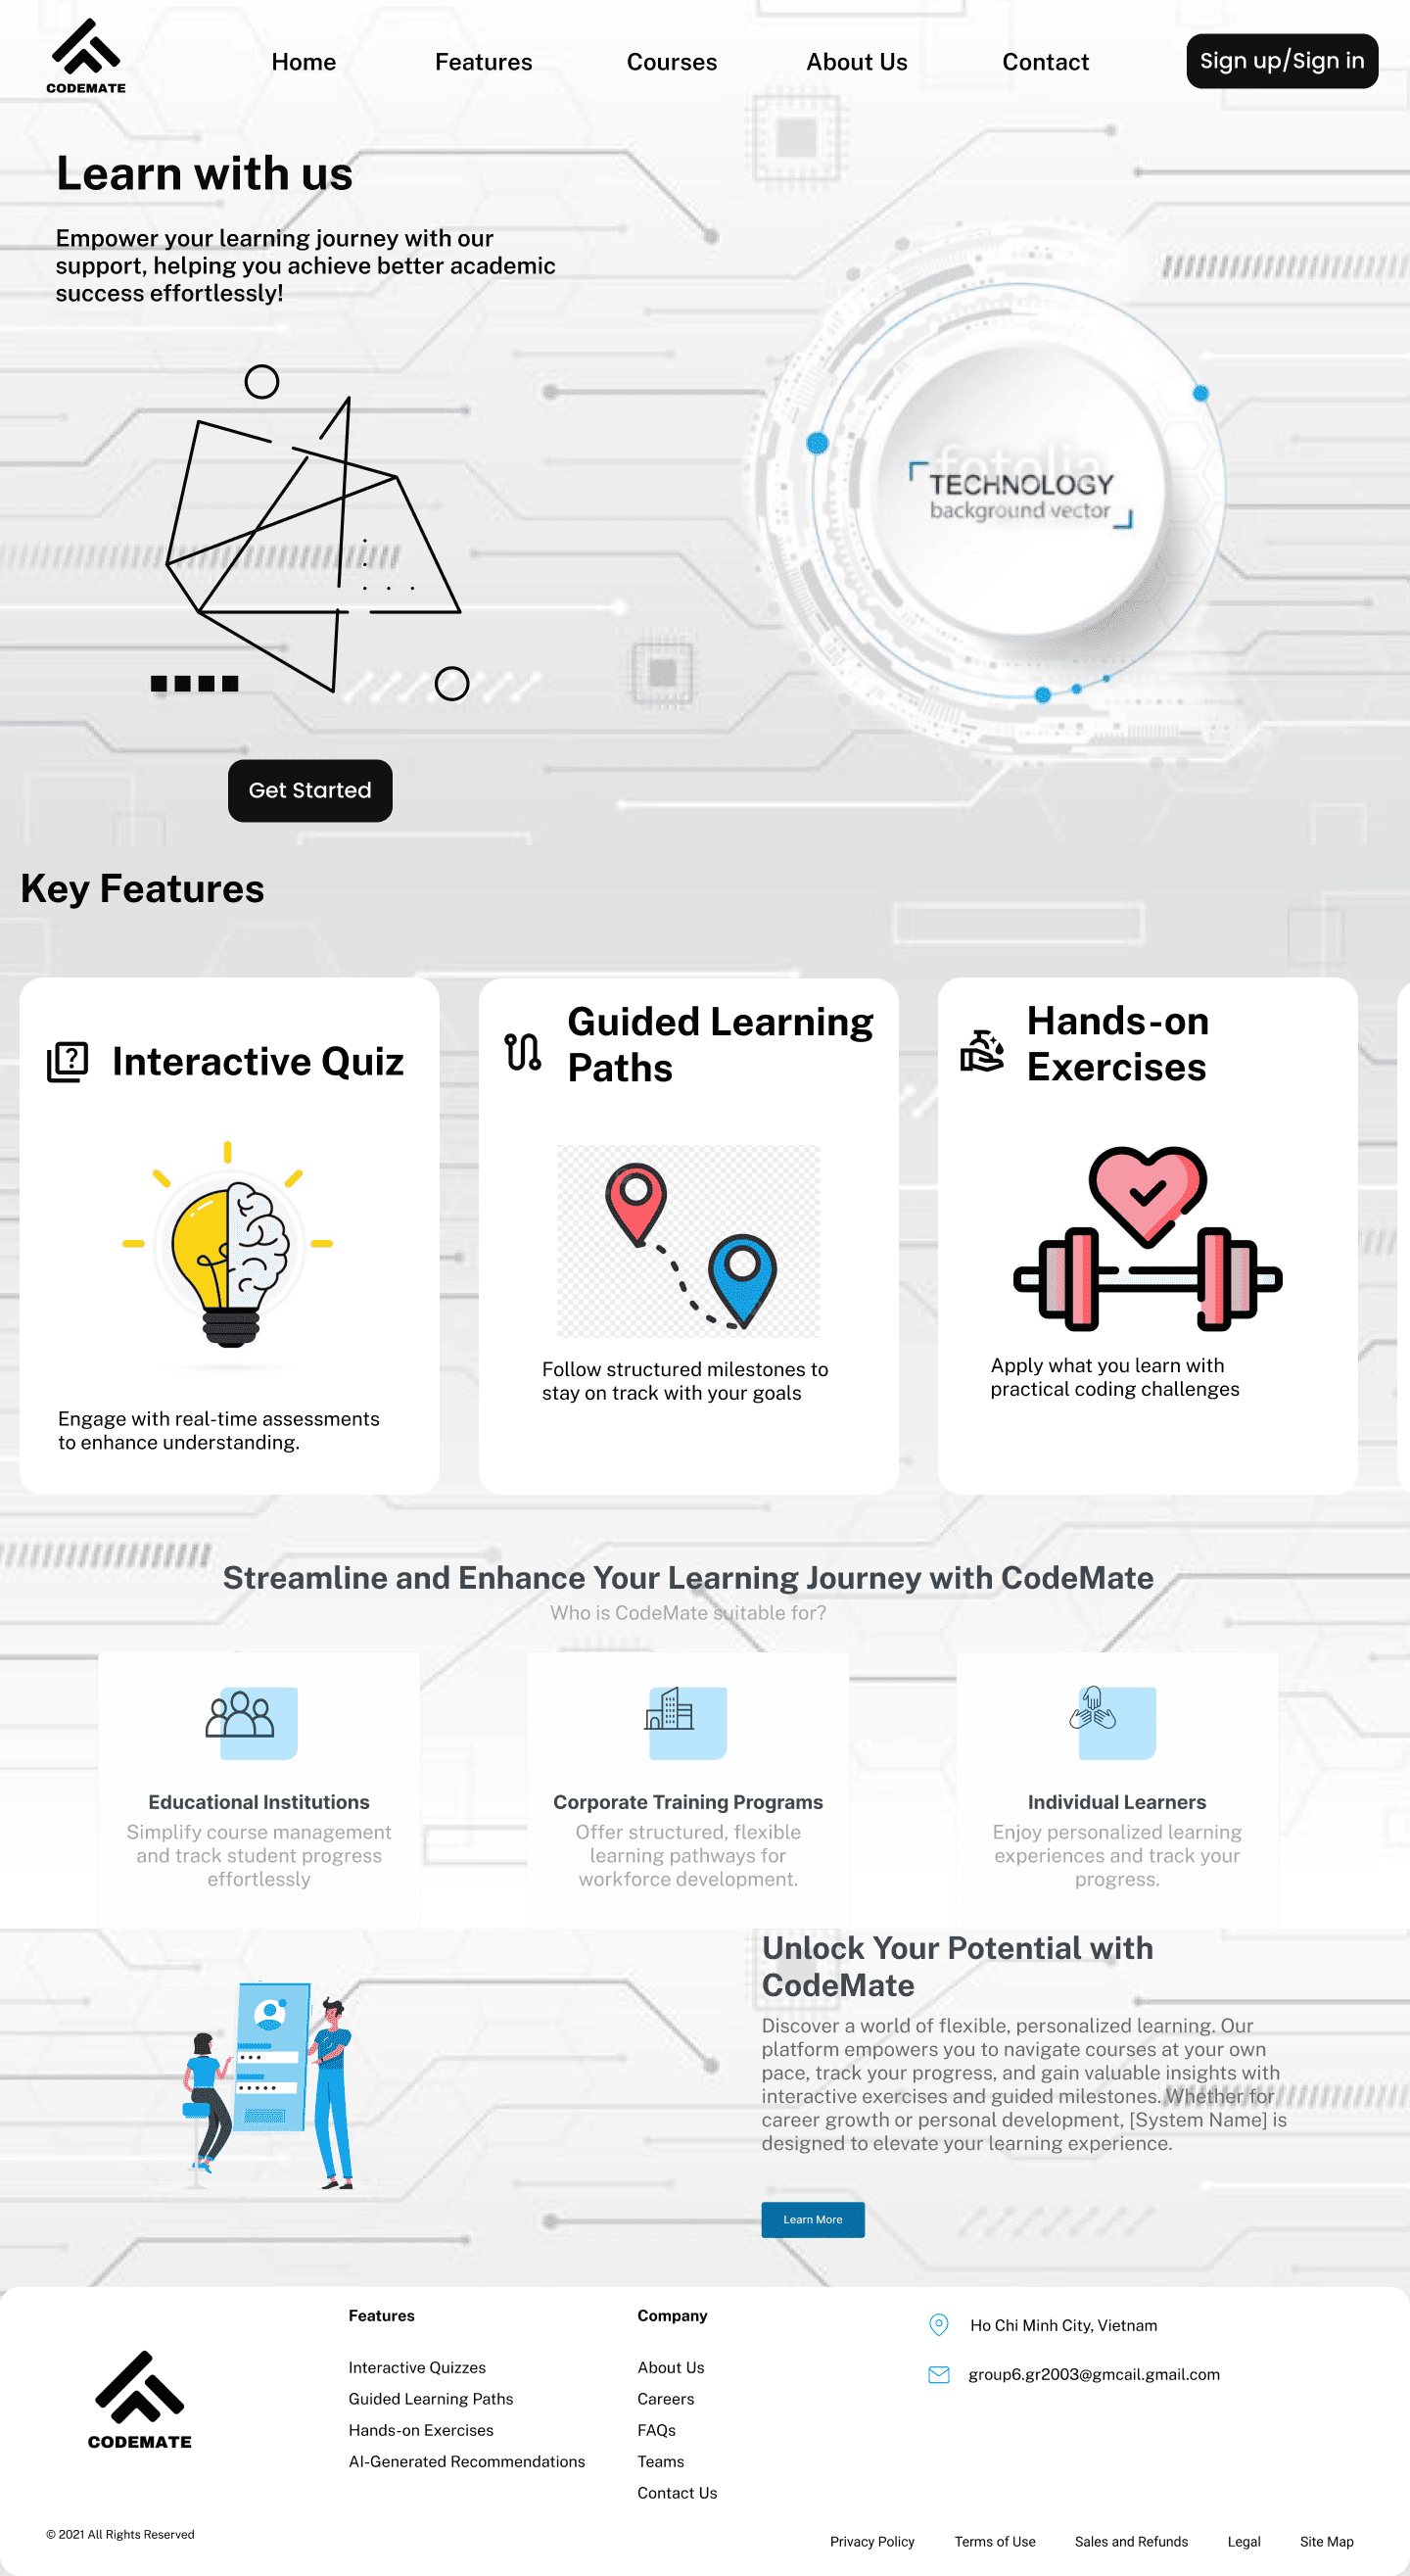 CODEMATE
Home
Features
Courses
About Us
Contact
Sign up/Sign in
Learn with us
Empower your learning journey with our
support, helping you achieve better academic
success effortlessly!
fotolia
TECHNOLOGY
background vector
Get Started
Key Features
Interactive Quiz
Engage with real-time assessments
to enhance understanding.
Guided Learning
Paths
Follow structured milestones to
stay on track with your goals
Hands-on
Exercises
Apply what you learn with
practical coding challenges
Streamline and Enhance Your Learning Journey with CodeMate
Who is CodeMate suitable for?
Educational Institutions
Simplify course management
and track student progress
effortlessly
Corporate Training Programs
Offer structured, flexible
learning pathways for
workforce development.
Individual Learners
Enjoy personalized learning
experiences and track your
progress.
Unlock Your Potential with
CodeMate
Discover a world of flexible, personalized learning. Our
platform empowers you to navigate courses at your own
pace, track your progress, and gain valuable insights with
interactive exercises and guided milestones. Whether for
career growth or personal development, [System Name] is
designed to elevate your learning experience.
Learn More
CODEMATE
Features
Interactive Quizzes
Guided Learning Paths
Hands-on Exercises
AI-Generated Recommendations
Company
About Us
Careers
FAQs
Teams
Contact Us
Ho Chi Minh City, Vietnam
group6.gr2003@gmcail.gmail.com
© 2021 All Rights Reserved
Privacy Policy
Terms of Use
Sales and Refunds
Legal
Site Map